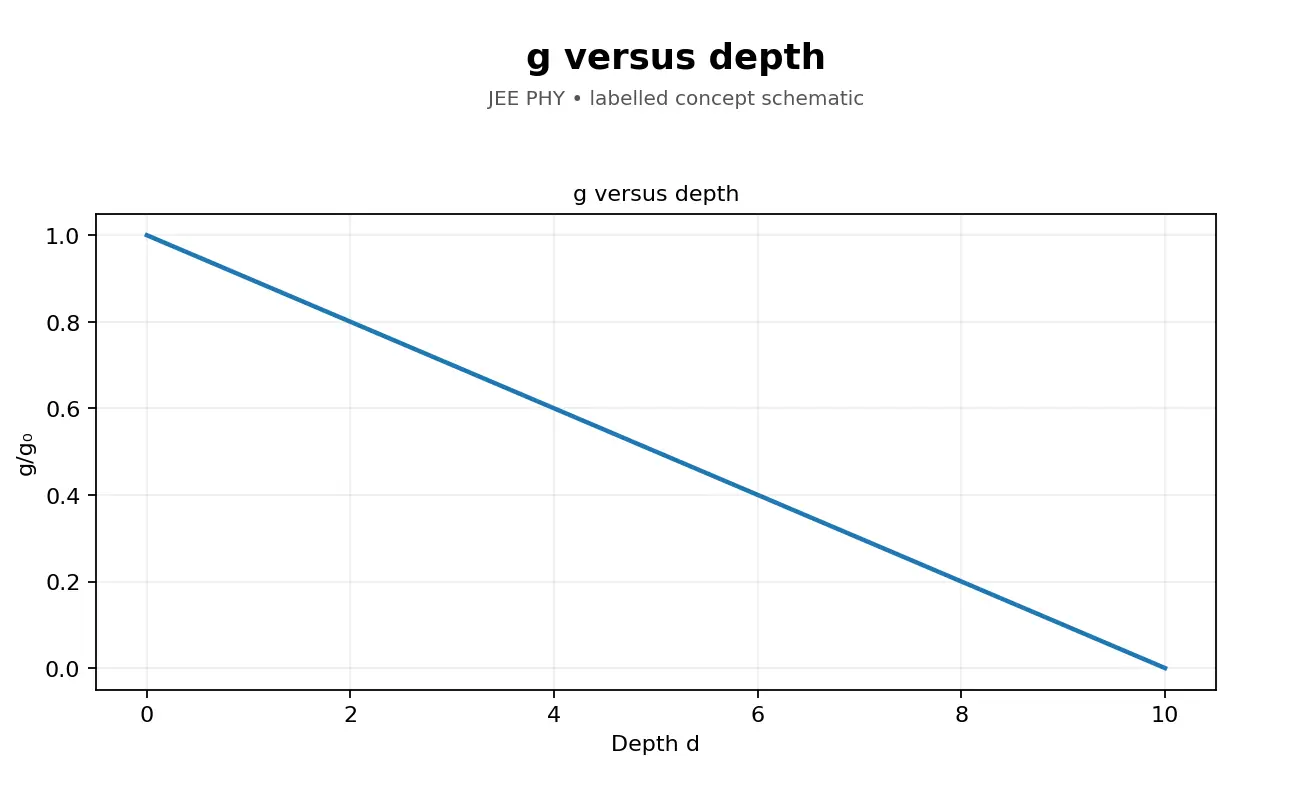 g versus depth
JEE PHY • labelled concept schematic
g versus depth
1.0
0.8
0.6
0.4
0.2
0.0
g/g₀
0 2 4 6 8 10
Depth d